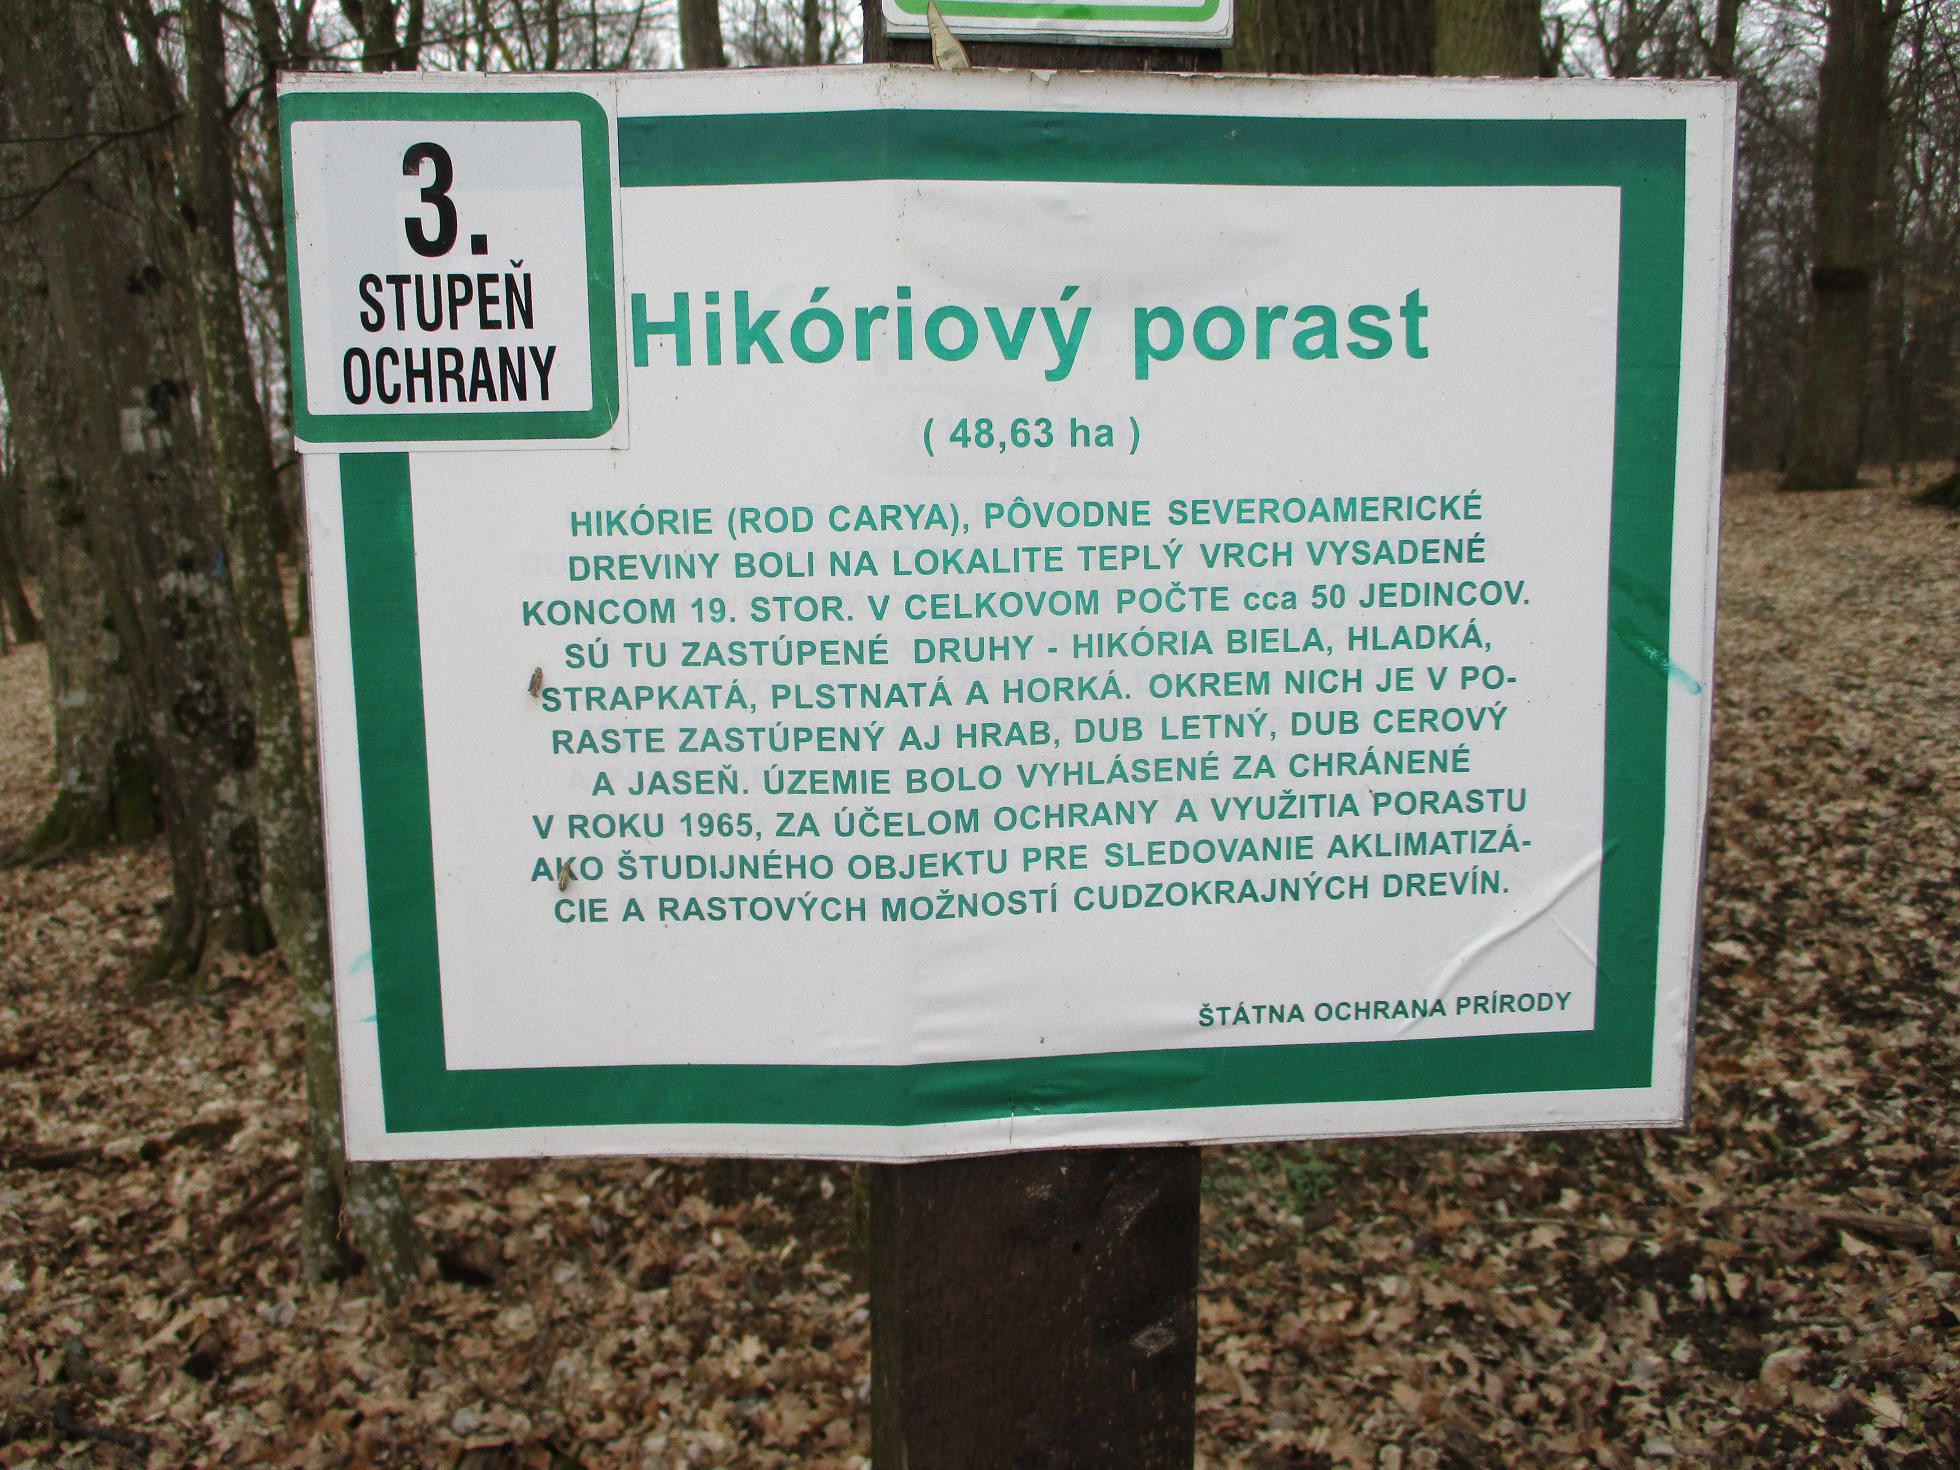 3.
STUPEŇ
OCHRANY
Hikóriový porast
( 48,63 ha )
HIKÓRIE (ROD CARYA), PÔVODNE SEVEROAMERICKÉ
DREVINY BOLI NA LOKALITE TEPLÝ VRCH VYSADENÉ
KONCOM 19. STOR. V CELKOVOM POČTE cca 50 JEDINCOV.
SÚ TU ZASTÚPENÉ DRUHY - HIKÓRIA BIELA, HLADKÁ,
STRAPKATÁ, PLSTNATÁ A HORKÁ. OKREM NICH JE V PO-
RASTE ZASTÚPENÝ AJ HRAB, DUB LETNÝ, DUB CEROVÝ
A JASEŇ. ÚZEMIE BOLO VYHLÁSENÉ ZA CHRÁNENÉ
V ROKU 1965, ZA ÚČELOM OCHRANY A VYUŽITIA PORASTU
AKO ŠTUDIJNÉHO OBJEKTU PRE SLEDOVANIE AKLIMATIZÁ-
CIE A RASTOVÝCH MOŽNOSTÍ CUDZOKRAJNÝCH DREVÍN.
ŠTÁTNA OCHRANA PRÍRODY